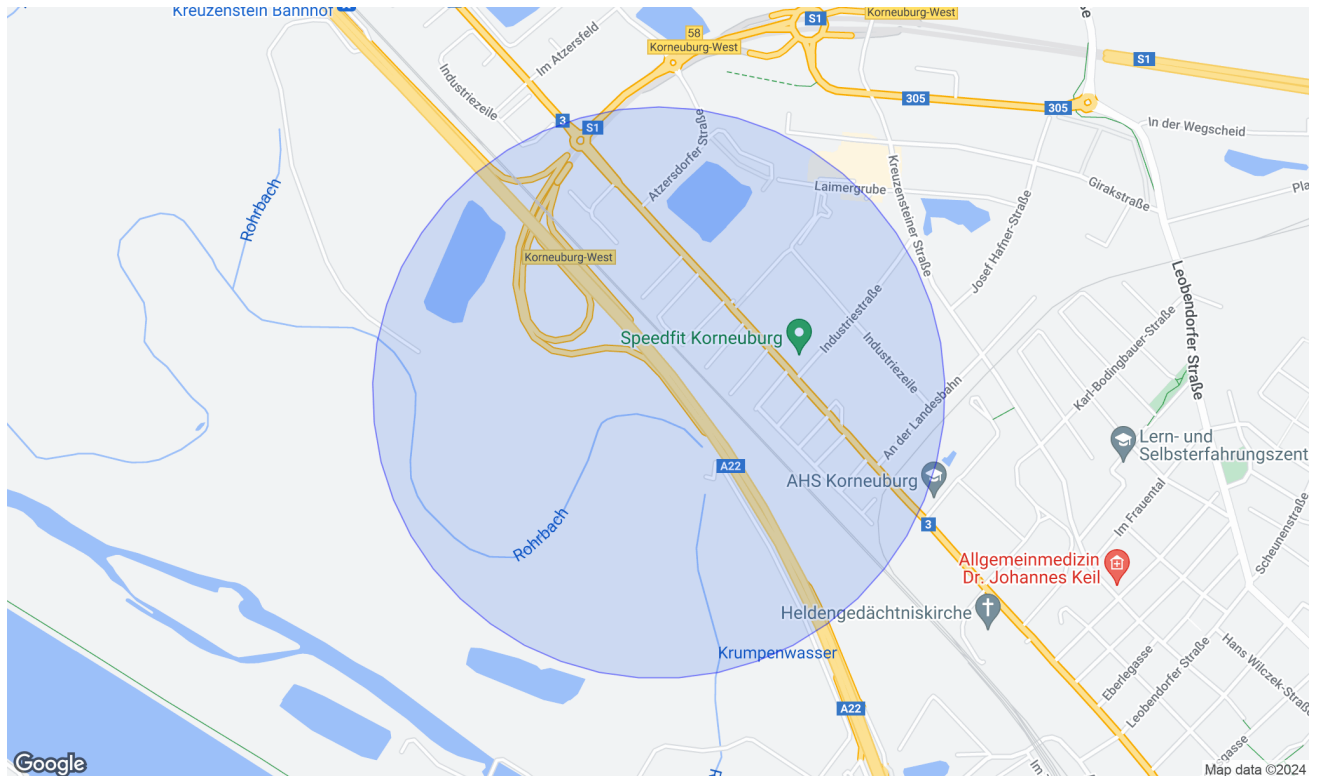 Kreuzenstein Bahnhof
S1
Korneuburg-West
58
Korneuburg-West
Im Atzersfeld
Industriezeile
S1
305
305
3
S1
In der Wegscheid
Atzersdorfer Straße
Kreuzensteiner Straße
Laimergrube
Girakstraße
Josef Hafner-Straße
Rohrbach
Korneuburg-West
Leobendorfer Straße
Industriestraße
Speedfit Korneuburg
Industriezeile
Karl-Bodingbauer-Straße
An der Landesbahn
Lern- und
Selbsterfahrungszent
A22
AHS Korneuburg
Im Frauental
3
Rohrbach
Scheunenstraße
Allgemeinmedizin
Dr. Johannes Keil
Heldengedächtniskirche
Krumpenwasser
Eberlegasse
Leobendorfer Straße
Hans Wilczek-Straße
A22
Google
Map data ©2024